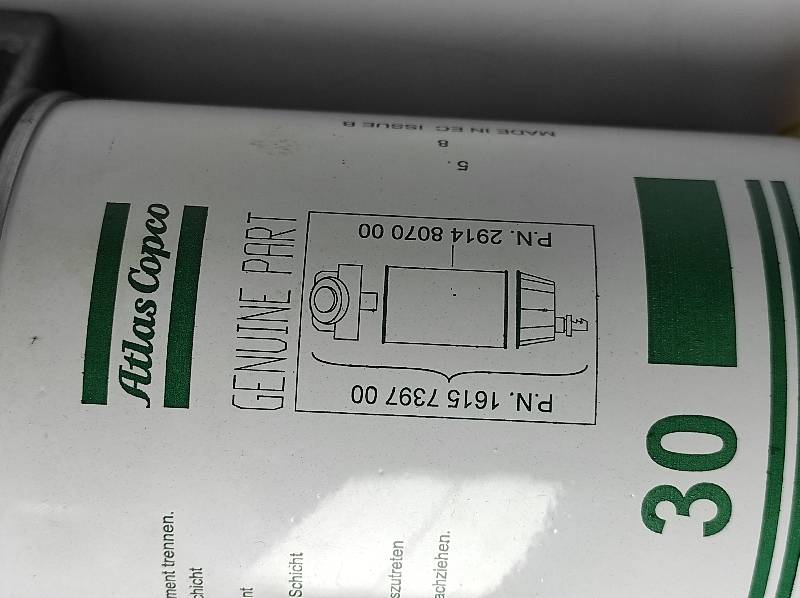 Atlas Copco
GENUINE PART
P.N. 2914 8070 00
P.N. 1615 7397 00
MADE IN EC ISSUE B
8
5.
30
ment trennen.
chicht
nt
Schicht
szutreten
achziehen.